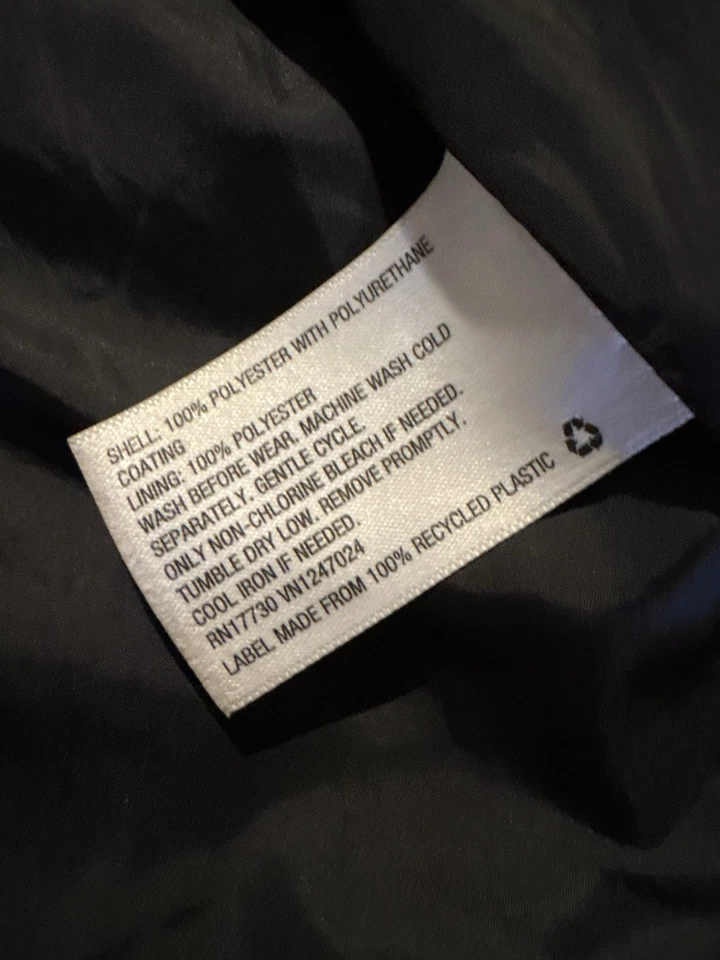 SHELL: 100% POLYESTER WITH POLYURETHANE
COATING
LINING: 100% POLYESTER
WASH BEFORE WEAR. MACHINE WASH COLD
SEPARATELY. GENTLE CYCLE.
ONLY NON-CHLORINE BLEACH IF NEEDED.
TUMBLE DRY LOW. REMOVE PROMPTLY.
COOL IRON IF NEEDED.
RN17730 VN1247024
LABEL MADE FROM 100% RECYCLED PLASTIC